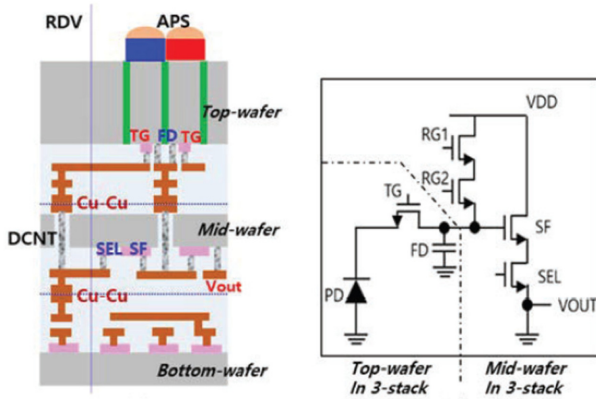 RDV APS
Top-wafer
TG FD TG
Cu-Cu
Mid-wafer
DCNT
SEL SF
Vout
Cu-Cu
Bottom-wafer
VDD
RG1
RG2
TG
SF
FD
SEL
PD
VOUT
Top-wafer
In 3-stack
Mid-wafer
In 3-stack